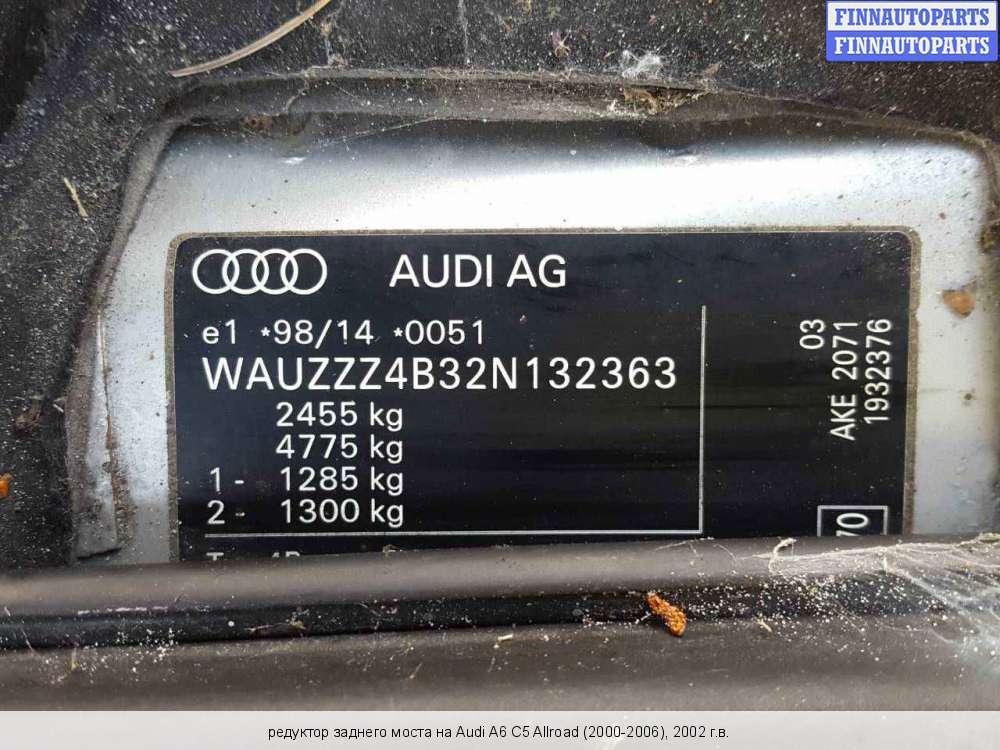 FINNAUTOPARTS
FINNAUTOPARTS
AUDI AG
e1 *98/14 *0051
WAUZZZ4B32N132363
2455 kg
4775 kg
1- 1285 kg
2- 1300 kg
03
AKE 2071
1932376
70
редуктор заднего моста на Audi A6 C5 Allroad (2000-2006), 2002 г.в.